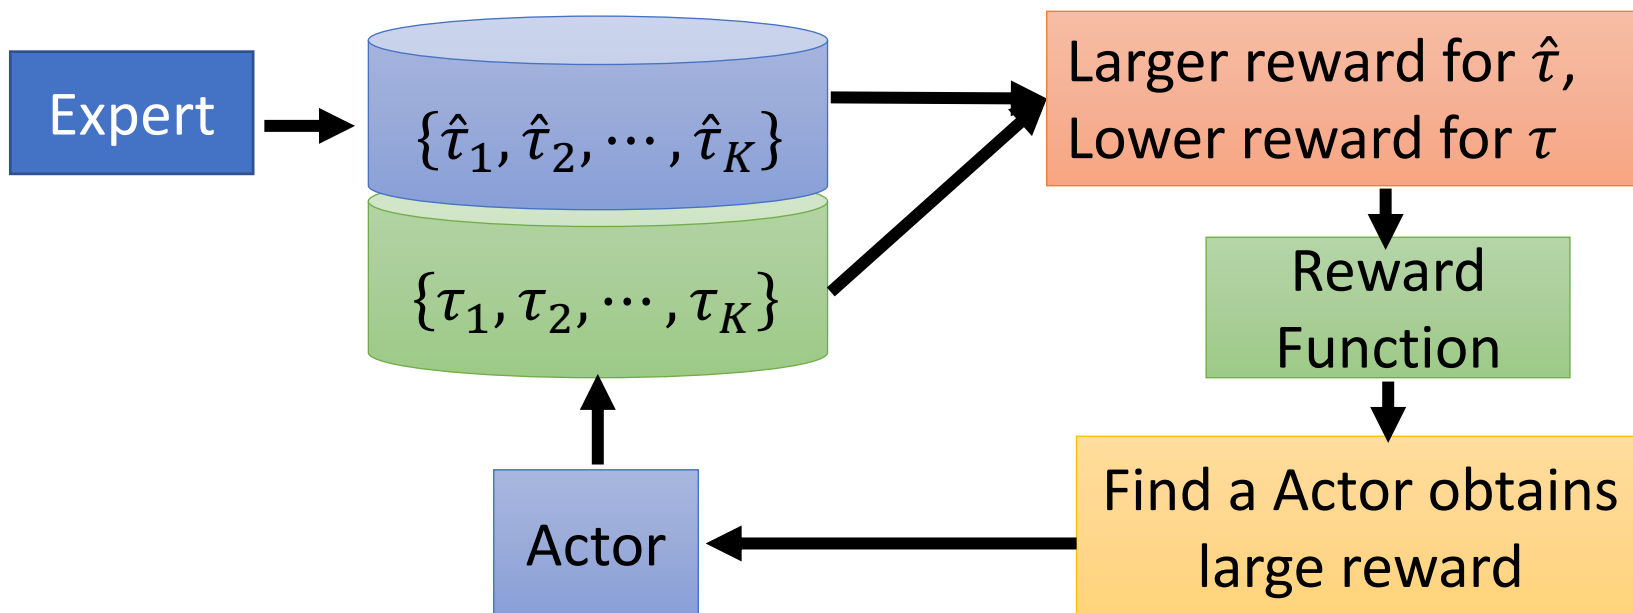 Expert
{τ̂₁, τ̂₂, ⋯, τ̂_K}
{τ₁, τ₂, ⋯, τ_K}
Larger reward for τ̂,
Lower reward for τ
Reward
Function
Find a Actor obtains
large reward
Actor